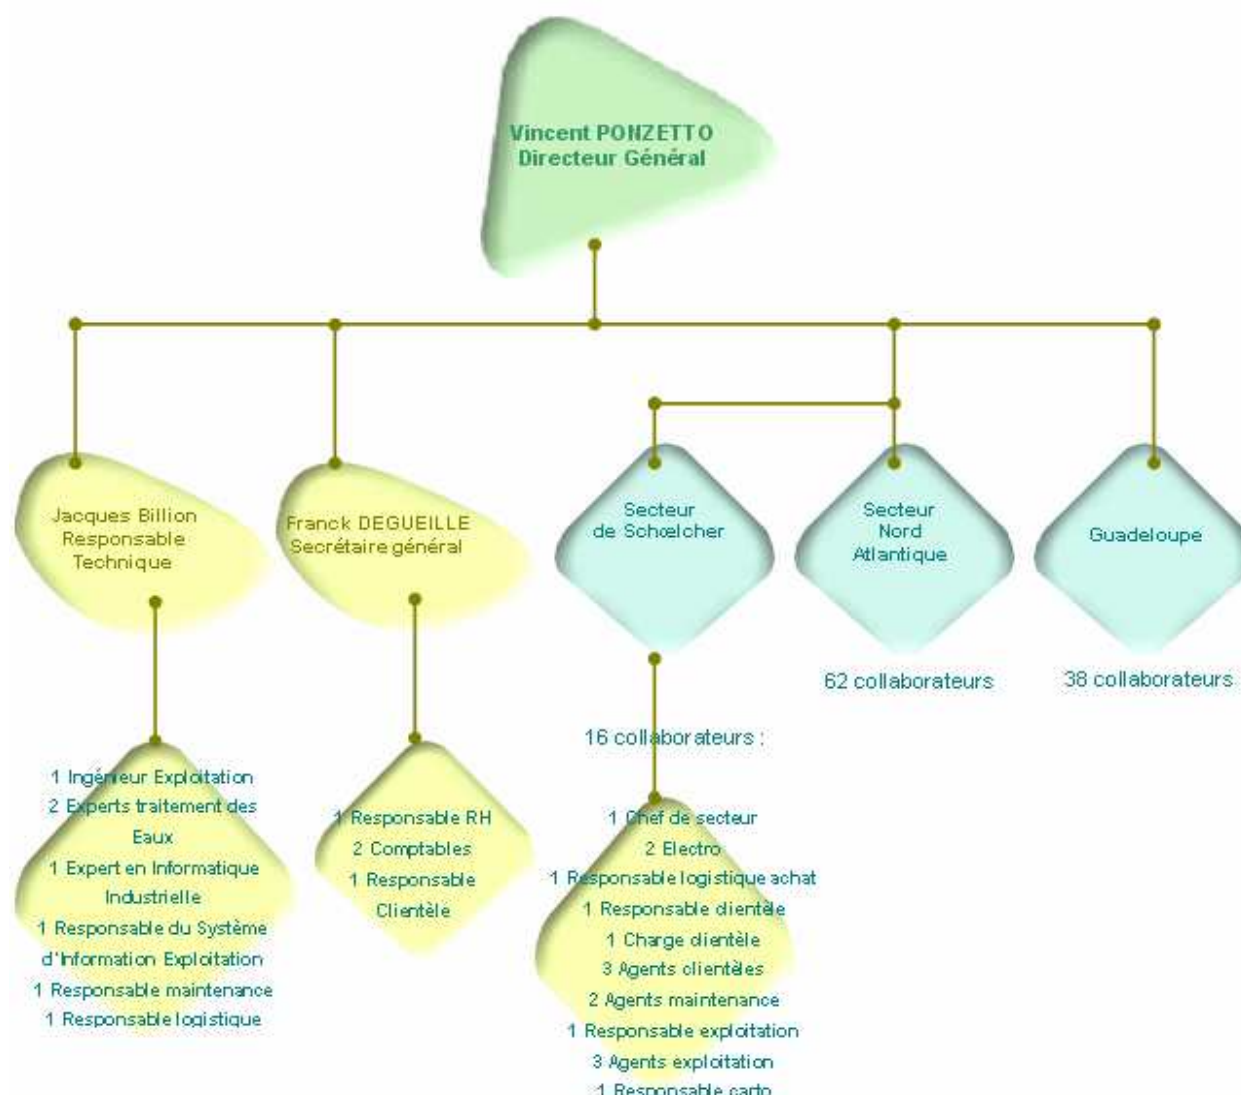 Vincent PONZETTO
Directeur Général
Jacques Billion
Responsable
Technique
Franck DEGUEILLE
Secrétaire général
Secteur
de Schœlcher
Secteur
Nord
Atlantique
Guadeloupe
62 collaborateurs
38 collaborateurs
16 collaborateurs :
1 Ingénieur Exploitation
2 Experts traitement des
Eaux
1 Expert en Informatique
Industrielle
1 Responsable du Système
d'Information Exploitation
1 Responsable maintenance
1 Responsable logistique
1 Responsable RH
2 Comptables
1 Responsable
Clientèle
1 Chef de secteur
2 Electro
1 Responsable logistique achat
1 Responsable clientèle
1 Charge clientèle
3 Agents clientèles
2 Agents maintenance
1 Responsable exploitation
3 Agents exploitation
1 Responsable carto